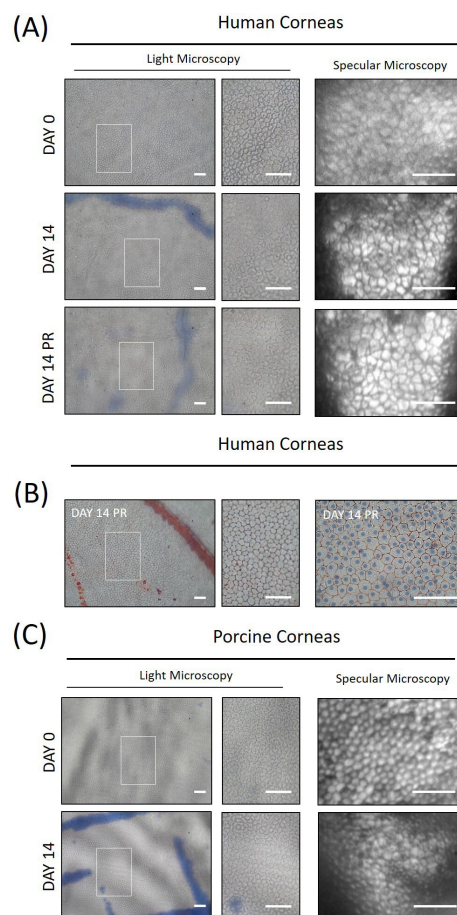 (A)
Human Corneas
Light Microscopy
Specular Microscopy
DAY 0
DAY 14
DAY 14 PR
Human Corneas
(B)
DAY 14 PR
DAY 14 PR
(C)
Porcine Corneas
Light Microscopy
Specular Microscopy
DAY 0
DAY 14